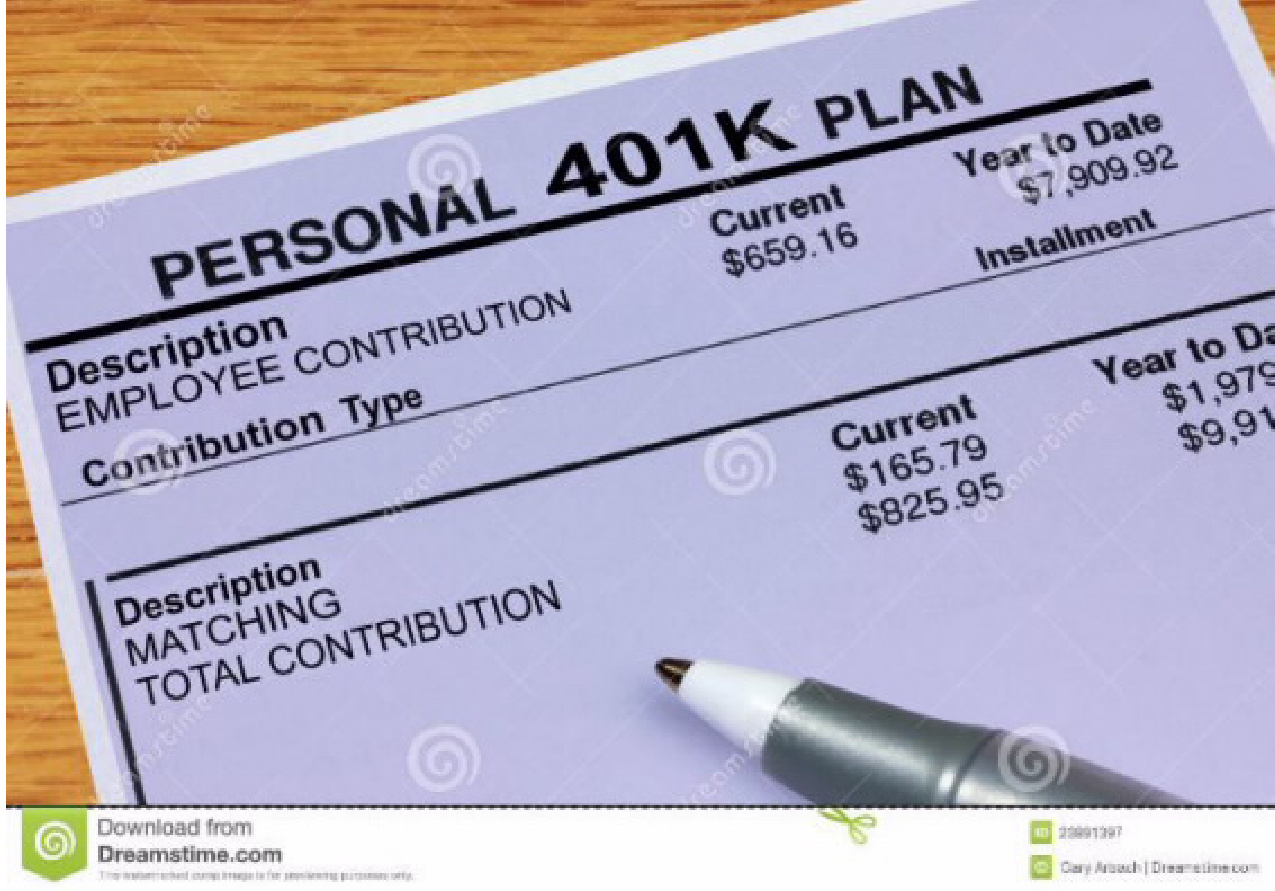 PERSONAL 401K PLAN
Description Current Year to Date
EMPLOYEE CONTRIBUTION $659.16 $7,909.92
Contribution Type Installment
Description Current Year to Da
MATCHING $165.79 $1,979
TOTAL CONTRIBUTION $825.95 $9,91
dreamstime
Download from
Dreamstime.com
The watermarked comp image is for previewing purposes only.
ID 23891397
Gary Arbach | Dreamstime.com